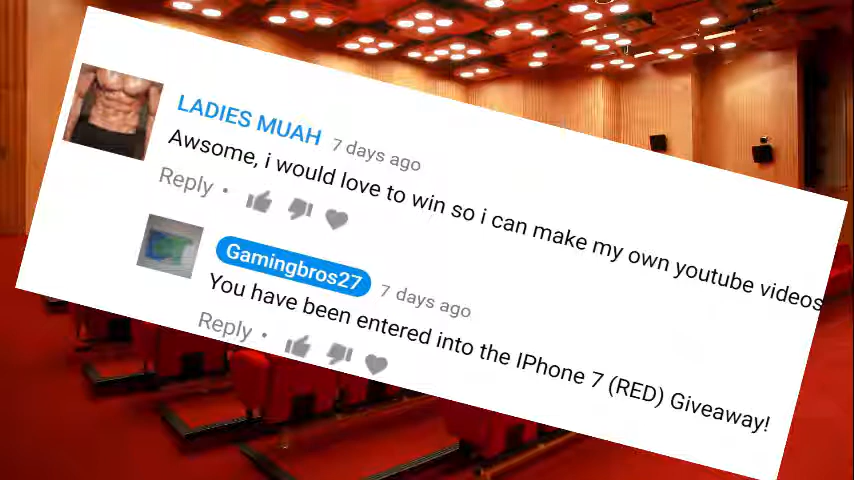 LADIES MUAH 7 days ago
Awsome, i would love to win so i can make my own youtube videos
Reply •
Gamingbros27 7 days ago
You have been entered into the IPhone 7 (RED) Giveaway!
Reply •